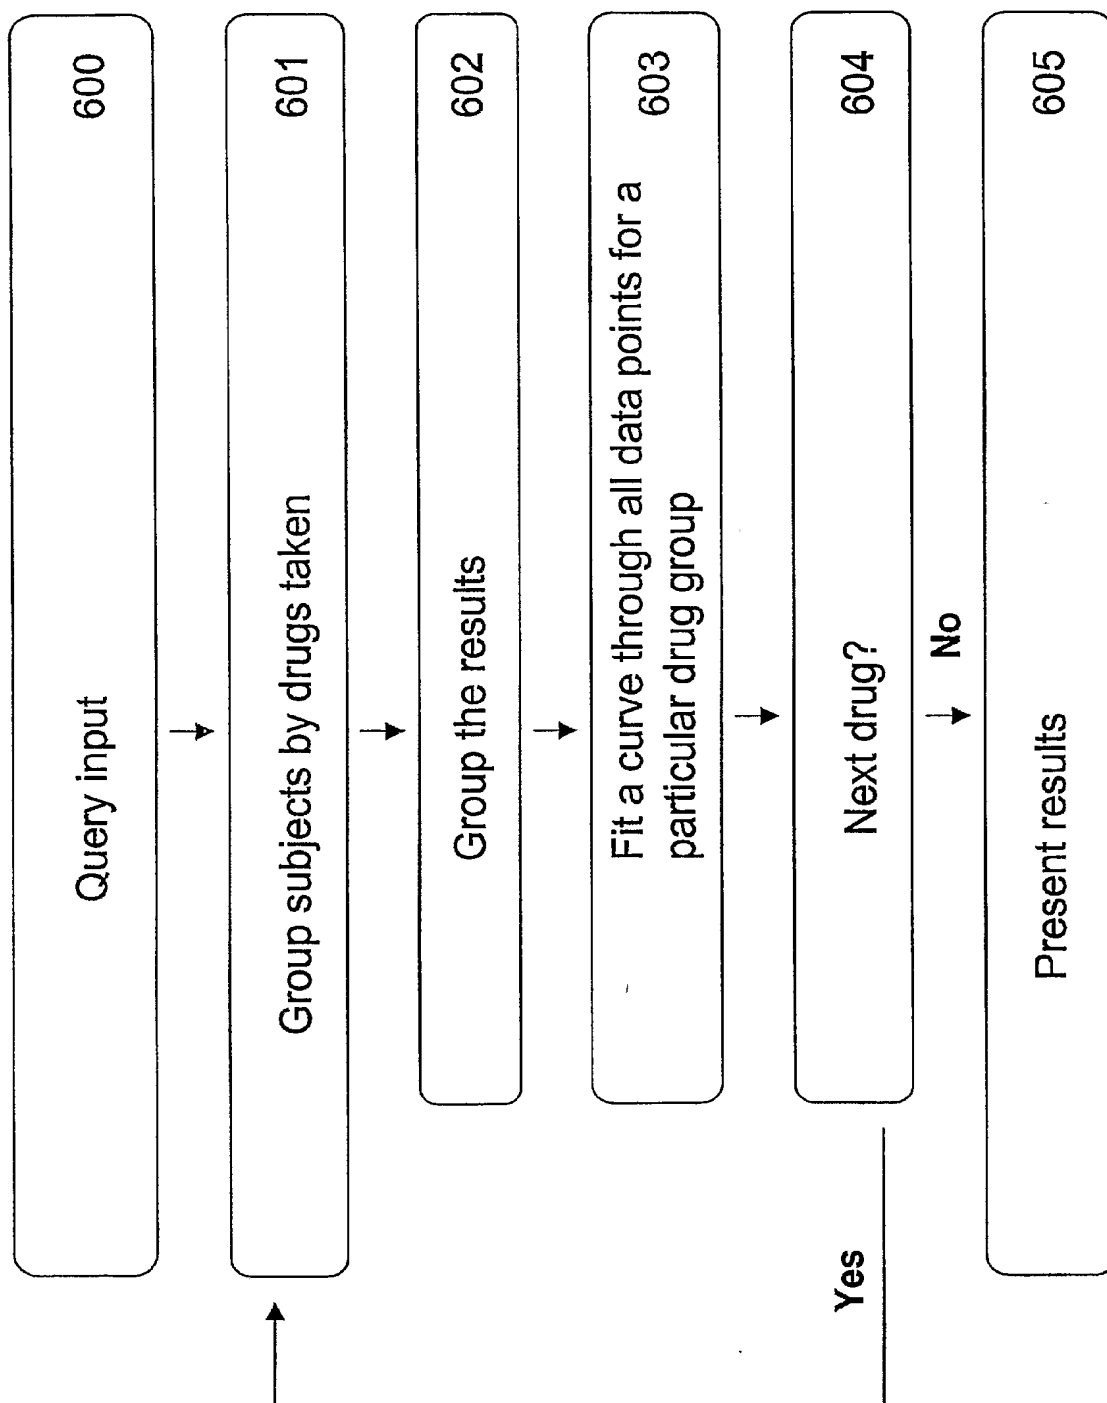 Query input 600
Group subjects by drugs taken 601
Group the results 602
Fit a curve through all data points for a 603
particular drug group
Next drug? 604
Yes
No
Present results 605